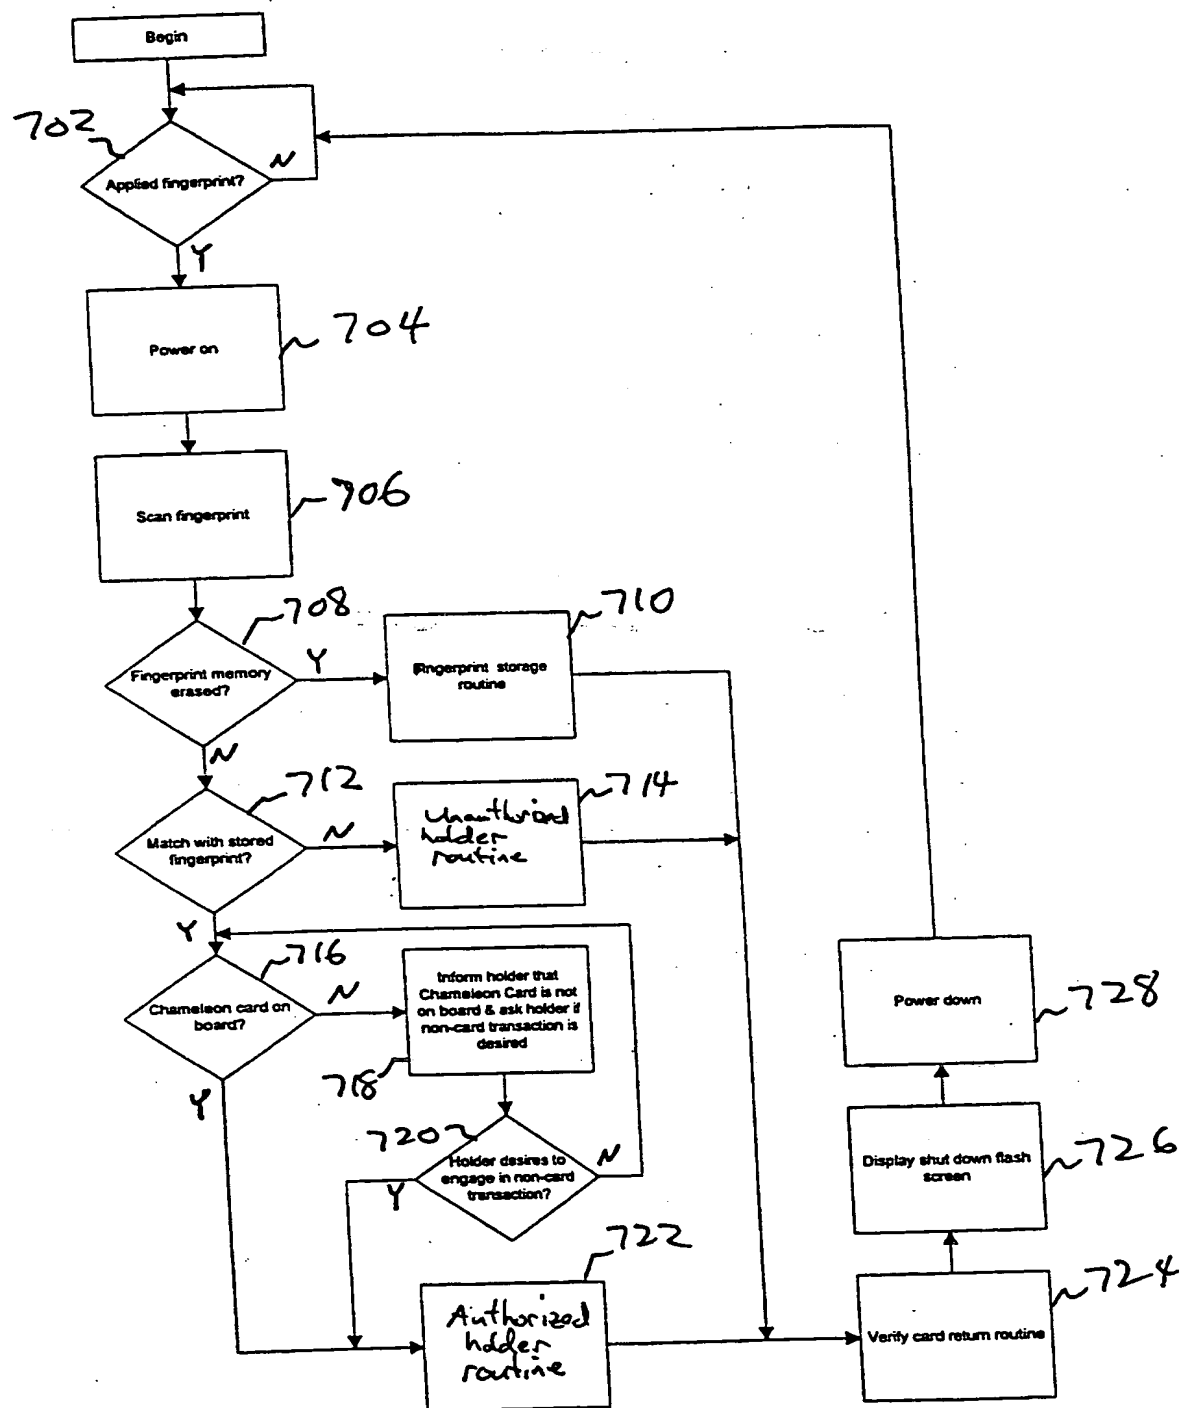 Begin
702
Applied fingerprint?
N
Y
Power on
704
Scan fingerprint
706
708
Fingerprint memory
erased?
Y
N
710
Fingerprint storage
routine
712
Match with stored
fingerprint?
N
Y
714
Unauthorized
holder
routine
716
Chameleon card on
board?
N
Y
Inform holder that
Chameleon Card is not
on board & ask holder if
non-card transaction is
desired
718
720
Holder desires to
engage in non-card
transaction?
N
Y
722
Authorized
holder
routine
Power down
728
Display shut down flash
screen
726
Verify card return routine
724